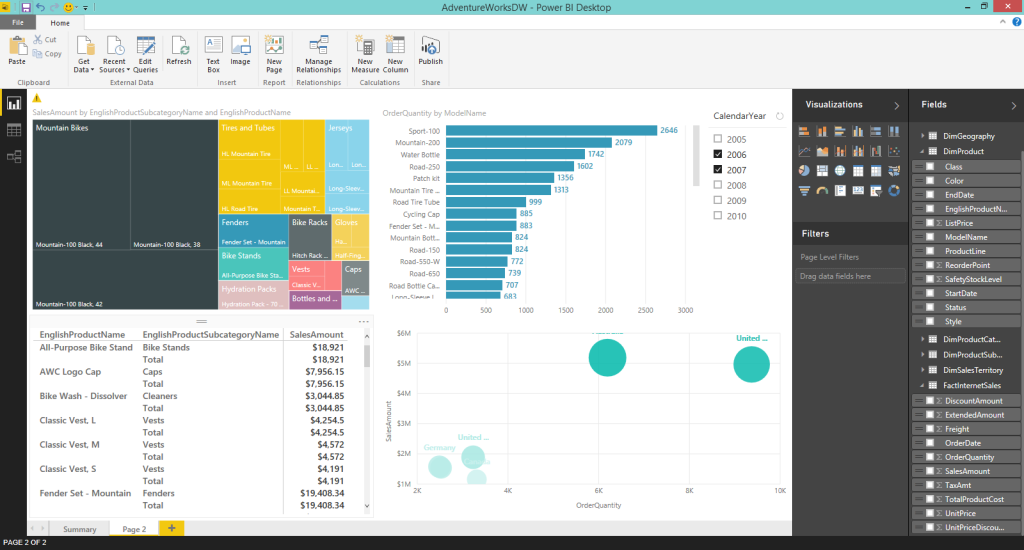 AdventureWorksDW - Power BI Desktop
File
Home
Paste
Cut
Copy
Clipboard
Get Data
Recent Sources
Edit Queries
External Data
Refresh
Text Box
Image
Insert
New Page
Report
Manage Relationships
Relationships
New Measure
New Column
Calculations
Publish
Share
SalesAmount by EnglishProductSubcategoryName and EnglishProductName
Mountain Bikes
Mountain-100 Black, 44
Mountain-100 Black, 38
Mountain-100 Black, 42
Tires and Tubes
HL Mountain Tire
ML Mountain Tire
HL Road Tire
ML ...
LL ...
LL Mountai...
Mountain T...
Jerseys
Lon...
Lon...
Long-Sleev...
Long-Sleev...
Fenders
Fender Set - Mountain
Bike Stands
All-Purpose Bike Sta...
Hydration Packs
Hydration Pack - 70 ...
Bike Racks
Hitch Rack ...
Gloves
Ha...
Half-Fing...
Vests
Classic V...
Caps
AWC ...
Bottles and ...
OrderQuantity by ModelName
Sport-100 2646
Mountain-200 2079
Water Bottle 1742
Road-250 1602
Patch kit 1356
Mountain Tire ... 1313
Road Tire Tube 999
Cycling Cap 885
Fender Set - M... 883
Mountain Bott... 824
Road-150 824
Road-550-W 772
Road-650 739
Road Bottle Ca... 707
Long-Sleeve L... 683
0 500 1000 1500 2000 2500 3000
CalendarYear
2005
2006
2007
2008
2009
2010
EnglishProductName EnglishProductSubcategoryName SalesAmount
All-Purpose Bike Stand Bike Stands $18,921
Total $18,921
AWC Logo Cap Caps $7,956.15
Total $7,956.15
Bike Wash - Dissolver Cleaners $3,044.85
Total $3,044.85
Classic Vest, L Vests $4,254.5
Total $4,254.5
Classic Vest, M Vests $4,572
Total $4,572
Classic Vest, S Vests $4,191
Total $4,191
Fender Set - Mountain Fenders $19,408.34
Total $19,408.34
SalesAmount
$6M
$5M
$4M
$3M
$2M
$1M
United ...
United ...
Germany
Canada
2K 4K 6K 8K 10K
OrderQuantity
Visualizations
Filters
Page Level Filters
Drag data fields here
Fields
DimGeography
DimProduct
Class
Color
EndDate
EnglishProductN...
ListPrice
ModelName
ProductLine
ReorderPoint
SafetyStockLevel
StartDate
Status
Style
DimProductCat...
DimProductSub...
DimSalesTerritory
FactInternetSales
DiscountAmount
ExtendedAmount
Freight
OrderDate
OrderQuantity
SalesAmount
TaxAmt
TotalProductCost
UnitPrice
UnitPriceDiscou...
Summary
Page 2
PAGE 2 OF 2